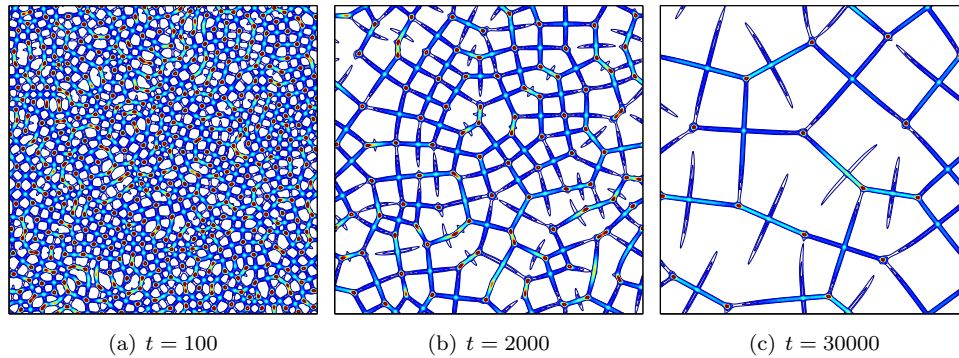 (a) t = 100 (b) t = 2000 (c) t = 30000